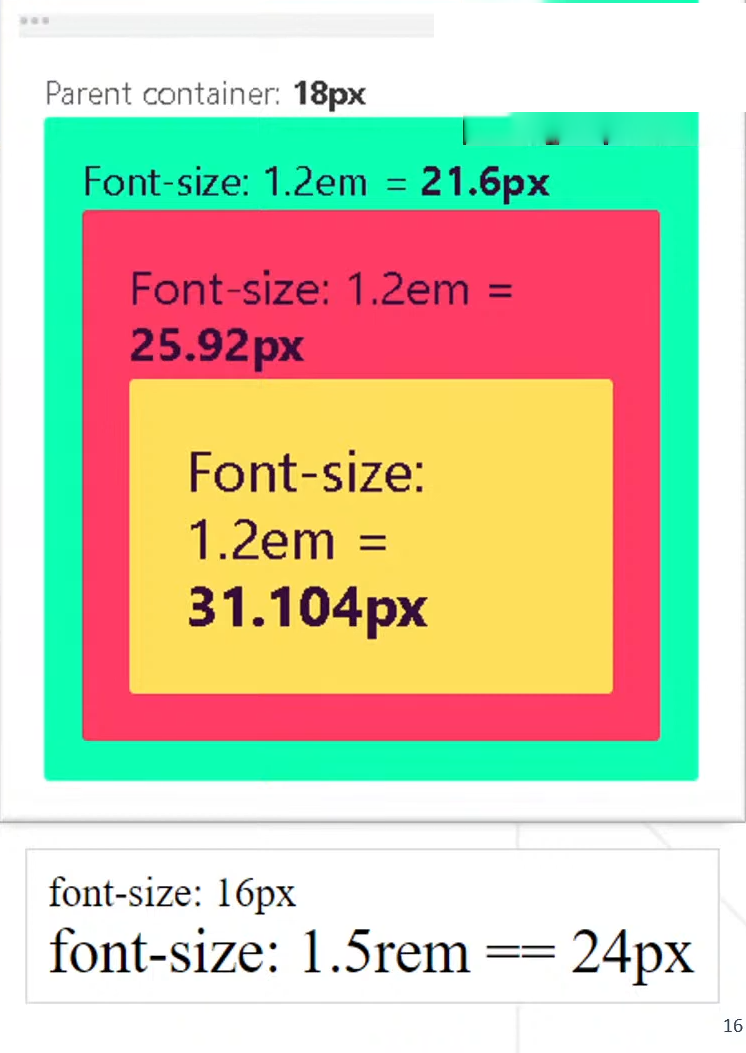 Parent container: 18px
Font-size: 1.2em = 21.6px
Font-size: 1.2em =
25.92px
Font-size:
1.2em =
31.104px
font-size: 16px
font-size: 1.5rem == 24px
16